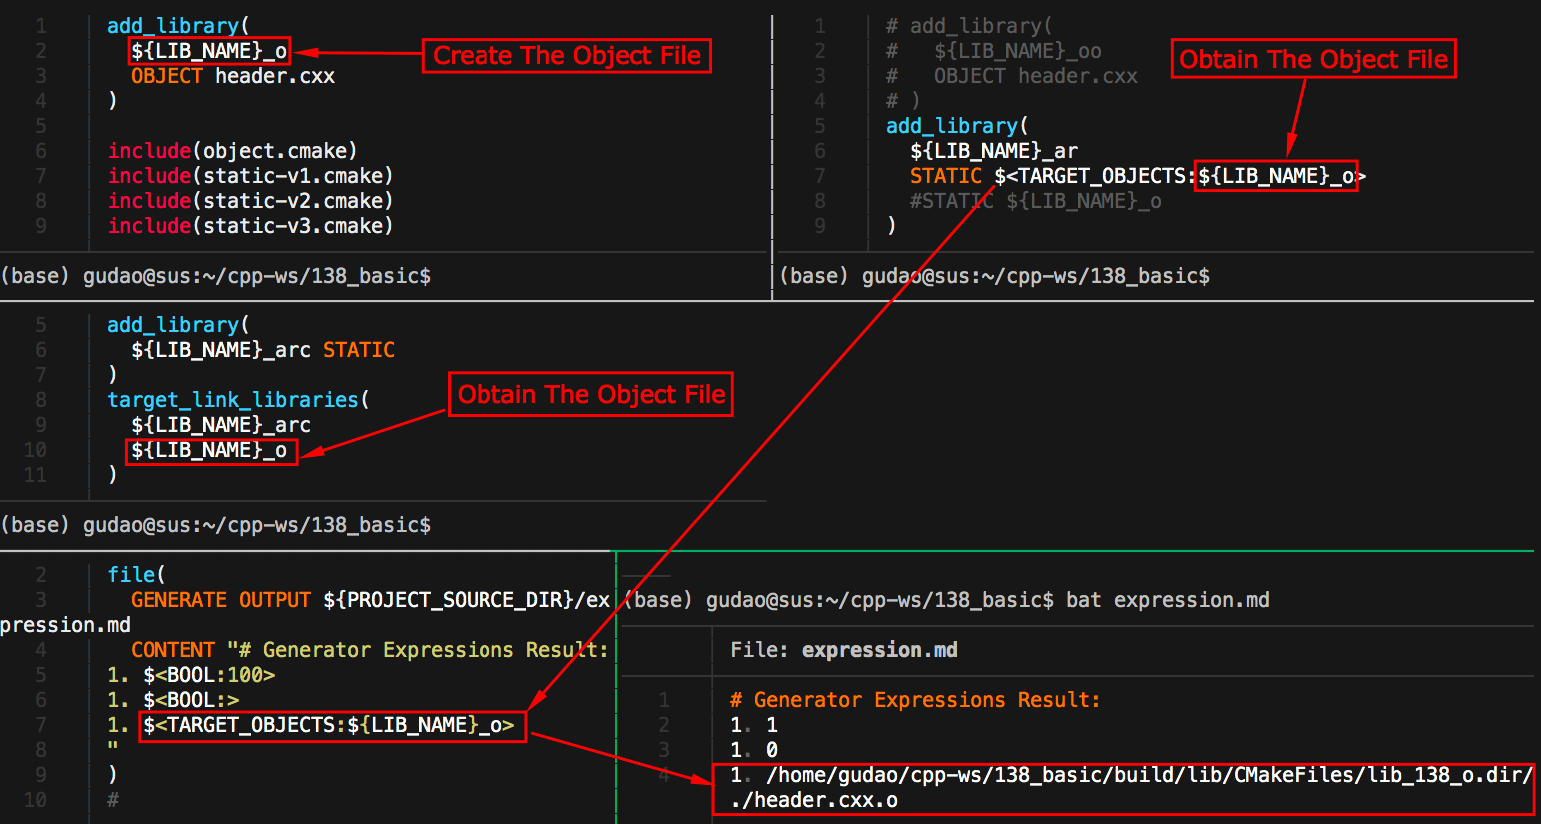 1 add_library(
2 ${LIB_NAME}_o
3 OBJECT header.cxx
4 )
5
6 include(object.cmake)
7 include(static-v1.cmake)
8 include(static-v2.cmake)
9 include(static-v3.cmake)
Create The Object File
(base) gudao@sus:~/cpp-ws/138_basic$
1 # add_library(
2 #   ${LIB_NAME}_oo
3 #   OBJECT header.cxx
4 # )
5 add_library(
6 ${LIB_NAME}_ar
7 STATIC $<TARGET_OBJECTS:${LIB_NAME}_o>
8 #STATIC ${LIB_NAME}_o
9 )
Obtain The Object File
(base) gudao@sus:~/cpp-ws/138_basic$
5 add_library(
6 ${LIB_NAME}_arc STATIC
7 )
8 target_link_libraries(
9 ${LIB_NAME}_arc
10 ${LIB_NAME}_o
11 )
Obtain The Object File
(base) gudao@sus:~/cpp-ws/138_basic$
2 file(
3 GENERATE OUTPUT ${PROJECT_SOURCE_DIR}/ex
pression.md
4 CONTENT "# Generator Expressions Result:
5 1. $<BOOL:100>
6 1. $<BOOL:>
7 1. $<TARGET_OBJECTS:${LIB_NAME}_o>
8 "
9 )
10 #
(base) gudao@sus:~/cpp-ws/138_basic$ bat expression.md
File: expression.md
1 # Generator Expressions Result:
2 1. 1
3 1. 0
4 1. /home/gudao/cpp-ws/138_basic/build/lib/CMakeFiles/lib_138_o.dir/
./header.cxx.o